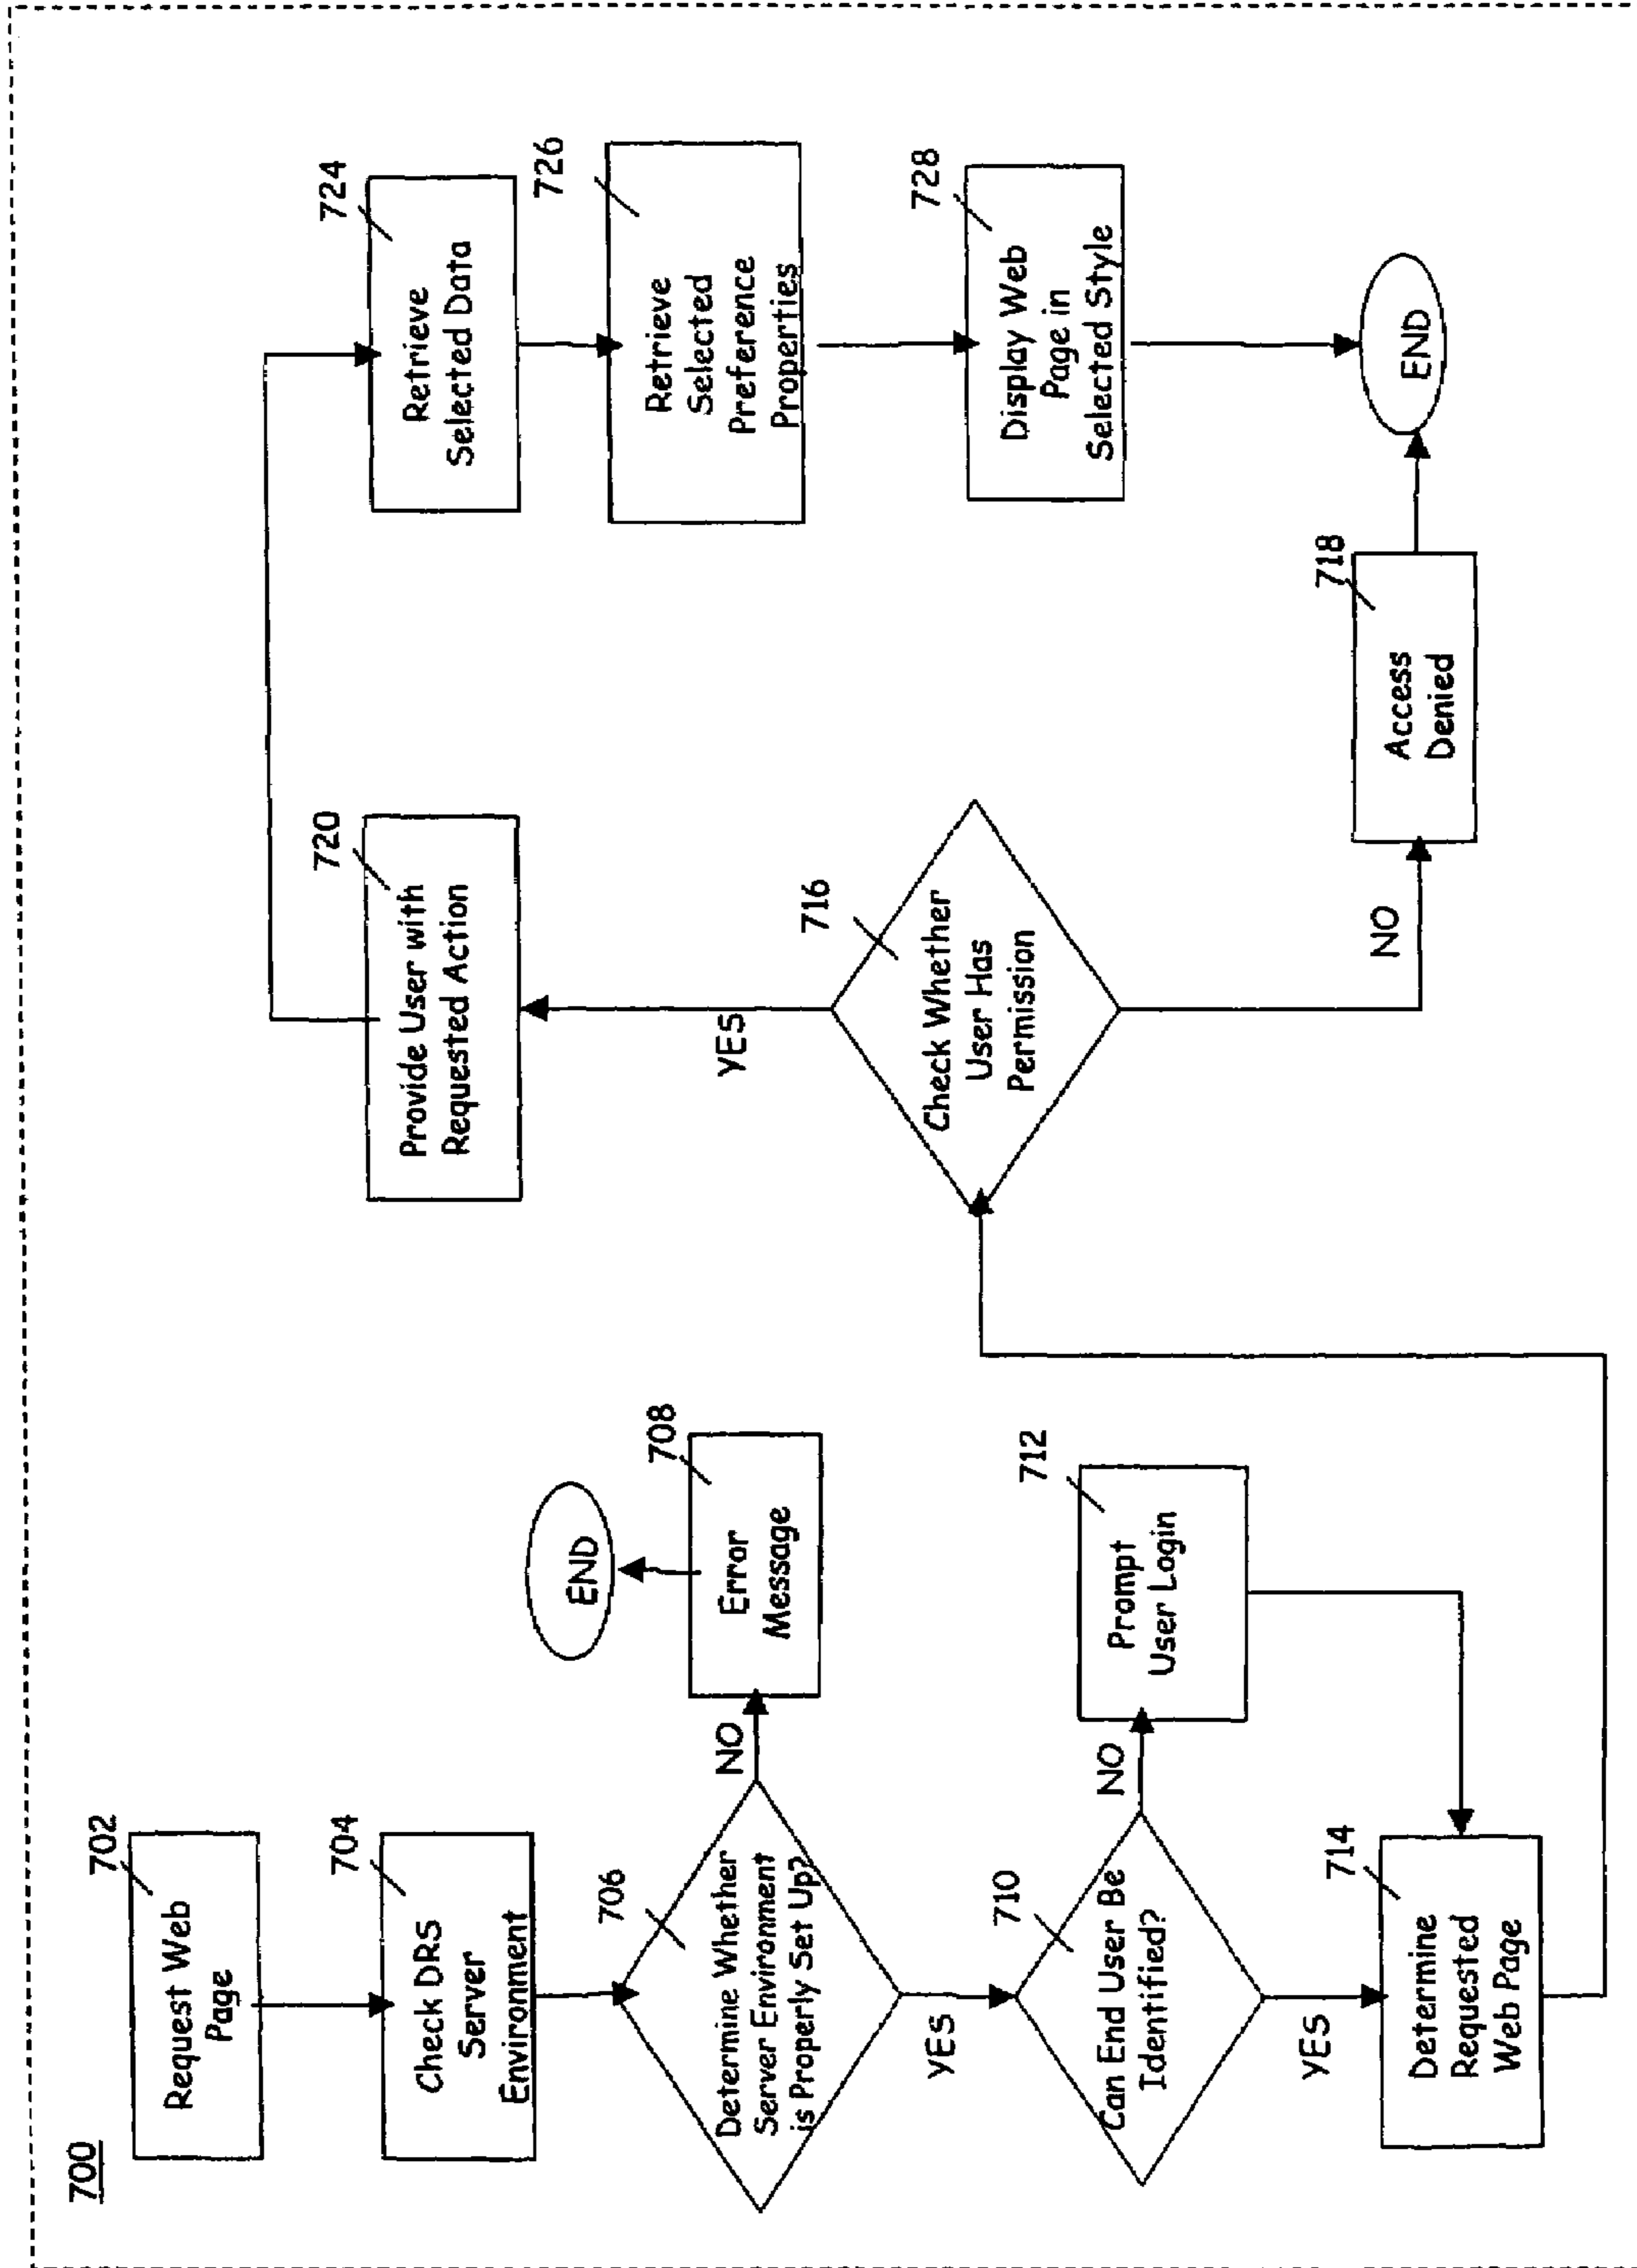 700
702
Request Web
Page
704
Check DRS
Server
Environment
706
Determine Whether
Server Environment
is Properly Set Up?
NO
708
Error
Message
END
YES
710
Can End User Be
Identified?
NO
712
Prompt
User Login
YES
714
Determine
Requested
Web Page
716
Check Whether
User Has
Permission
YES
720
Provide User with
Requested Action
NO
718
Access
Denied
724
Retrieve
Selected Data
726
Retrieve
Selected
Preference
Properties
728
Display Web
Page in
Selected Style
END